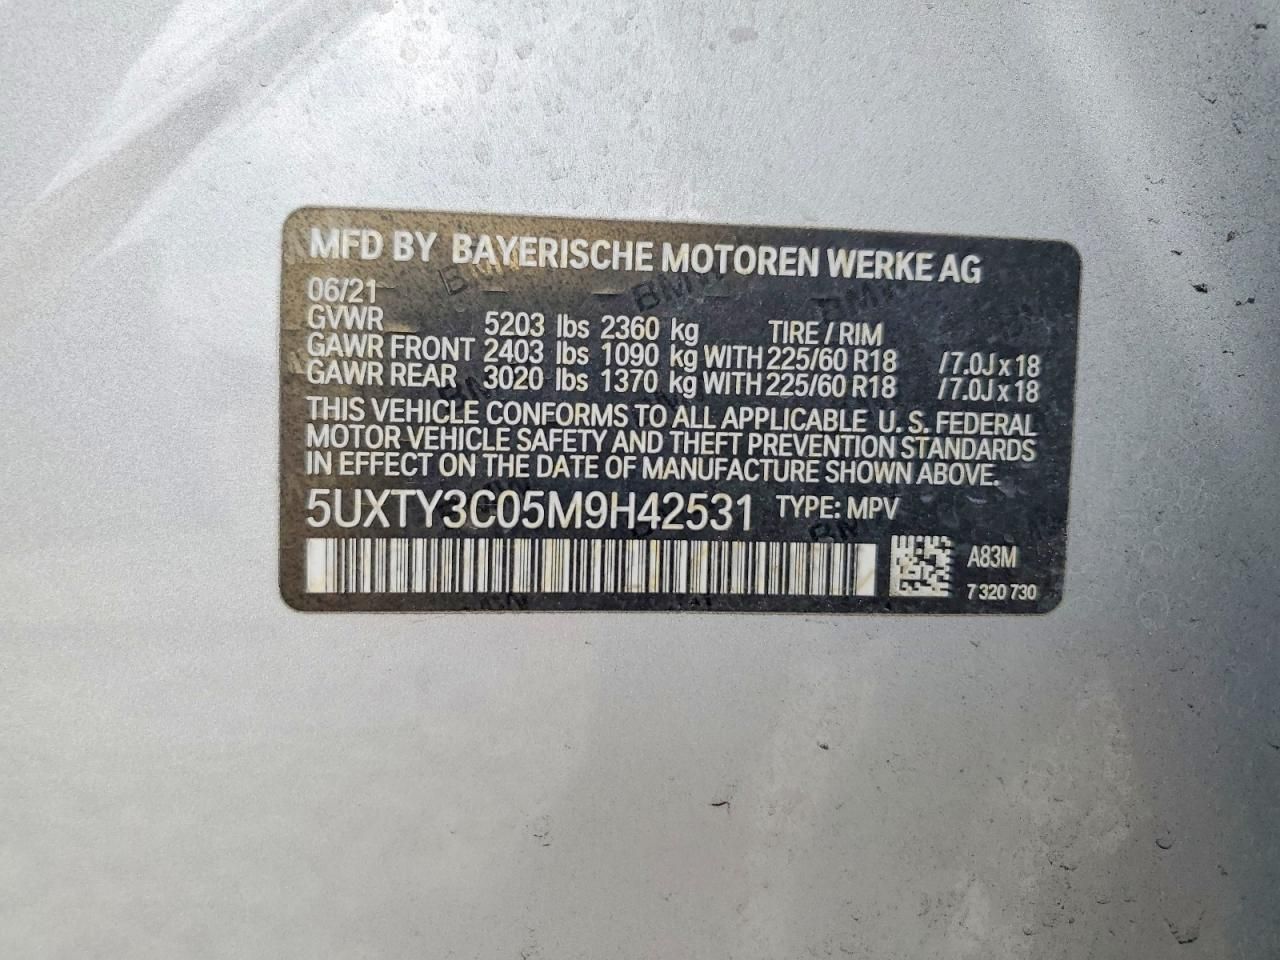 MFD BY BAYERISCHE MOTOREN WERKE AG
06/21
GVWR 5203 lbs 2360 kg TIRE / RIM
GAWR FRONT 2403 lbs 1090 kg WITH 225/60 R18 /7.0J x 18
GAWR REAR 3020 lbs 1370 kg WITH 225/60 R18 /7.0J x 18
THIS VEHICLE CONFORMS TO ALL APPLICABLE U. S. FEDERAL
MOTOR VEHICLE SAFETY AND THEFT PREVENTION STANDARDS
IN EFFECT ON THE DATE OF MANUFACTURE SHOWN ABOVE.
5UXTY3C05M9H42531 TYPE: MPV
A83M
7 320 730